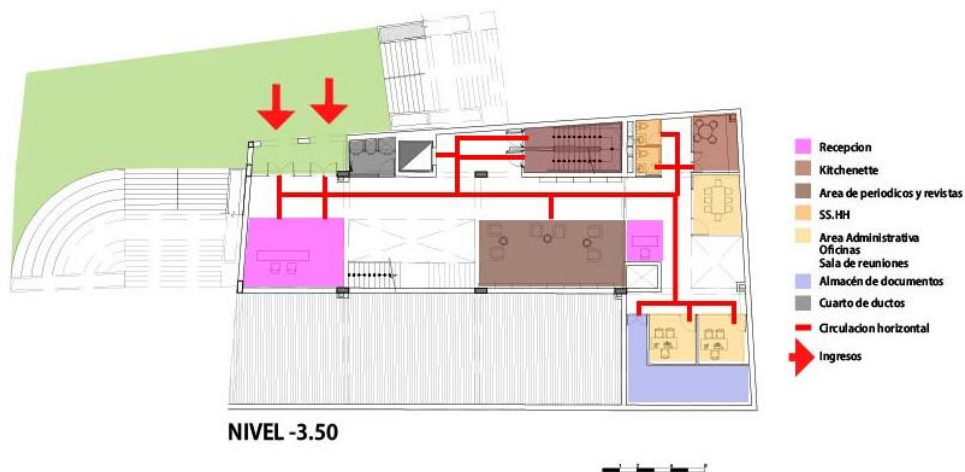 Recepcion
Kitchenette
Area de periodicos y revistas
SS.HH
Area Administrativa
Oficinas
Sala de reuniones
Almacén de documentos
Cuarto de ductos
Circulacion horizontal
Ingresos
NIVEL -3.50